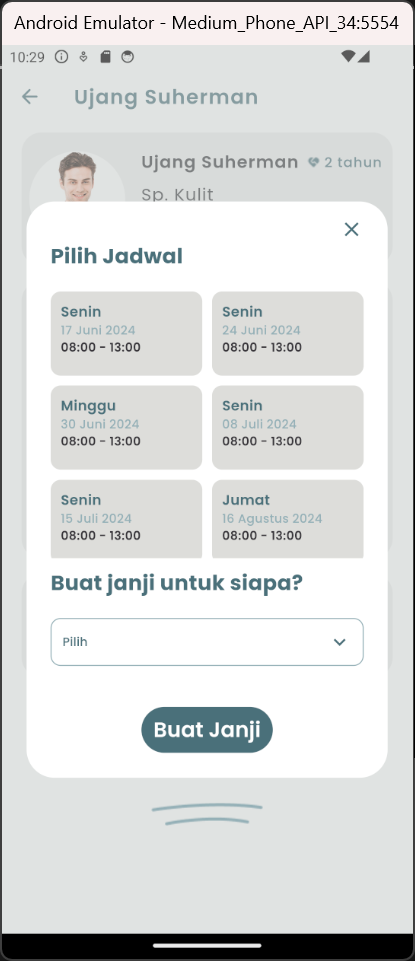 Android Emulator - Medium_Phone_API_34:5554
10:29
Ujang Suherman
Ujang Suherman 2 tahun
Sp. Kulit
Pilih Jadwal
Senin
17 Juni 2024
08:00 - 13:00
Senin
24 Juni 2024
08:00 - 13:00
Minggu
30 Juni 2024
08:00 - 13:00
Senin
08 Juli 2024
08:00 - 13:00
Senin
15 Juli 2024
08:00 - 13:00
Jumat
16 Agustus 2024
08:00 - 13:00
Buat janji untuk siapa?
Pilih
Buat Janji